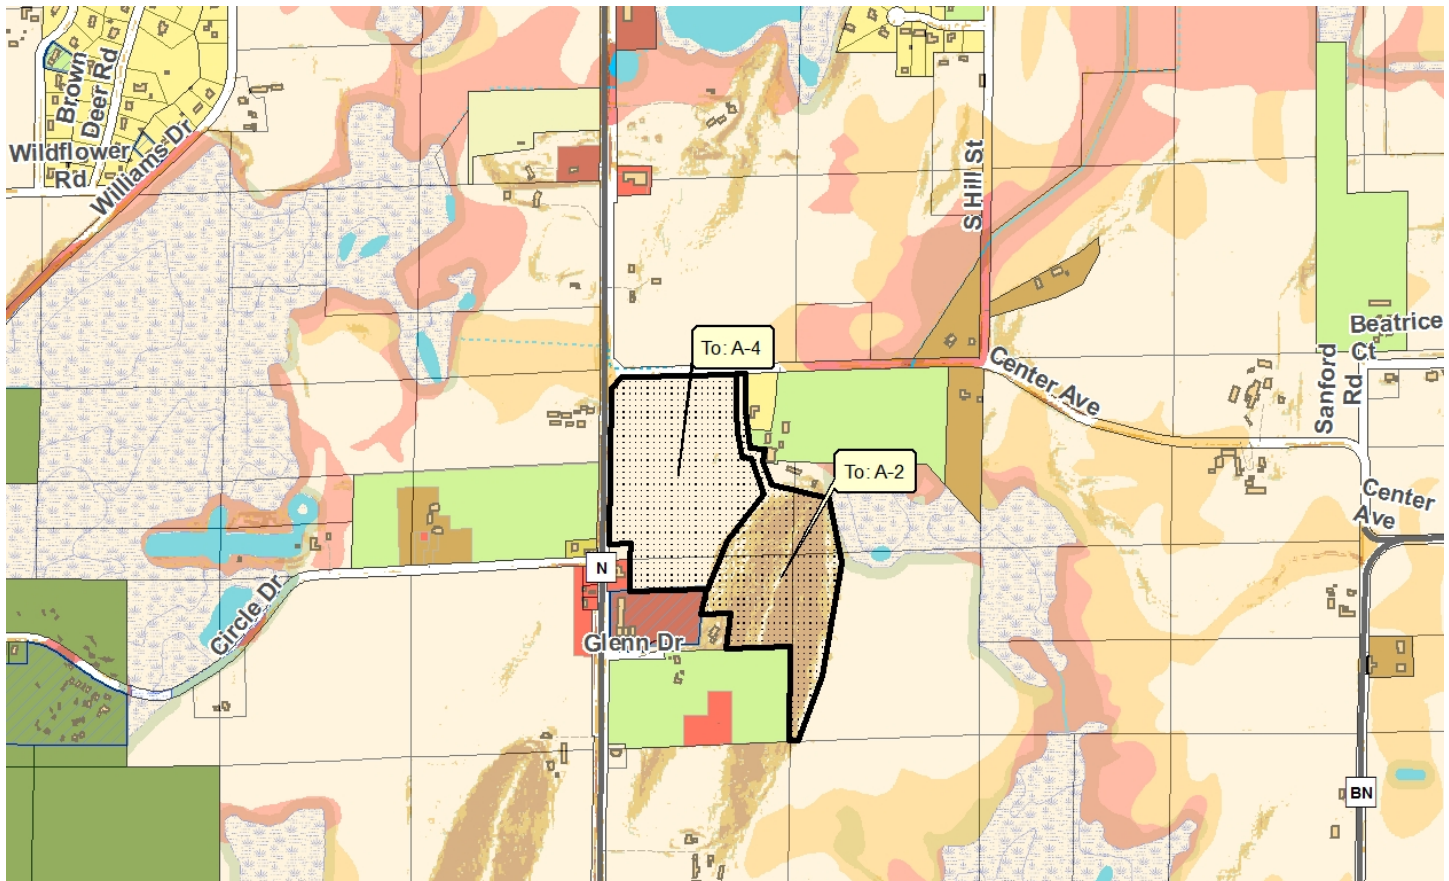 Brown
Deer Rd
Wildflower
Rd
Williams Dr
S Hill St
To: A-4
Beatrice
Ct
Sanford
Rd
Center Ave
To: A-2
Center
Ave
N
Circle Dr
Glenn Dr
BN